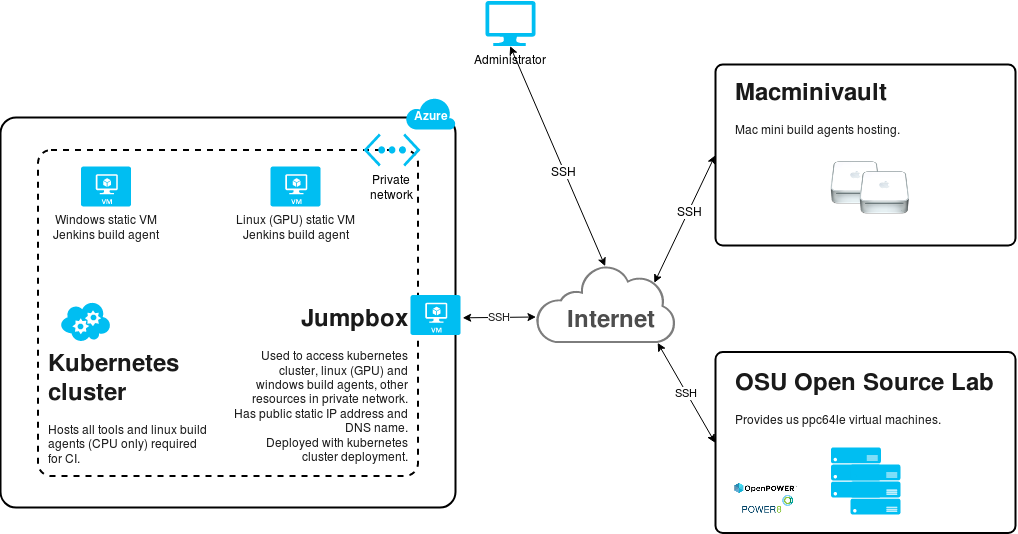 Administrator
Azure
Private
network
VM
Windows static VM
Jenkins build agent
VM
Linux (GPU) static VM
Jenkins build agent
Kubernetes
cluster
Hosts all tools and linux build
agents (CPU only) required
for CI.
Jumpbox
VM
Used to access kubernetes
cluster, linux (GPU) and
windows build agents, other
resources in private network.
Has public static IP address and
DNS name.
Deployed with kubernetes
cluster deployment.
SSH
SSH
Internet
SSH
SSH
Macminivault
Mac mini build agents hosting.
OSU Open Source Lab
Provides us ppc64le virtual machines.
OpenPOWER
POWER8